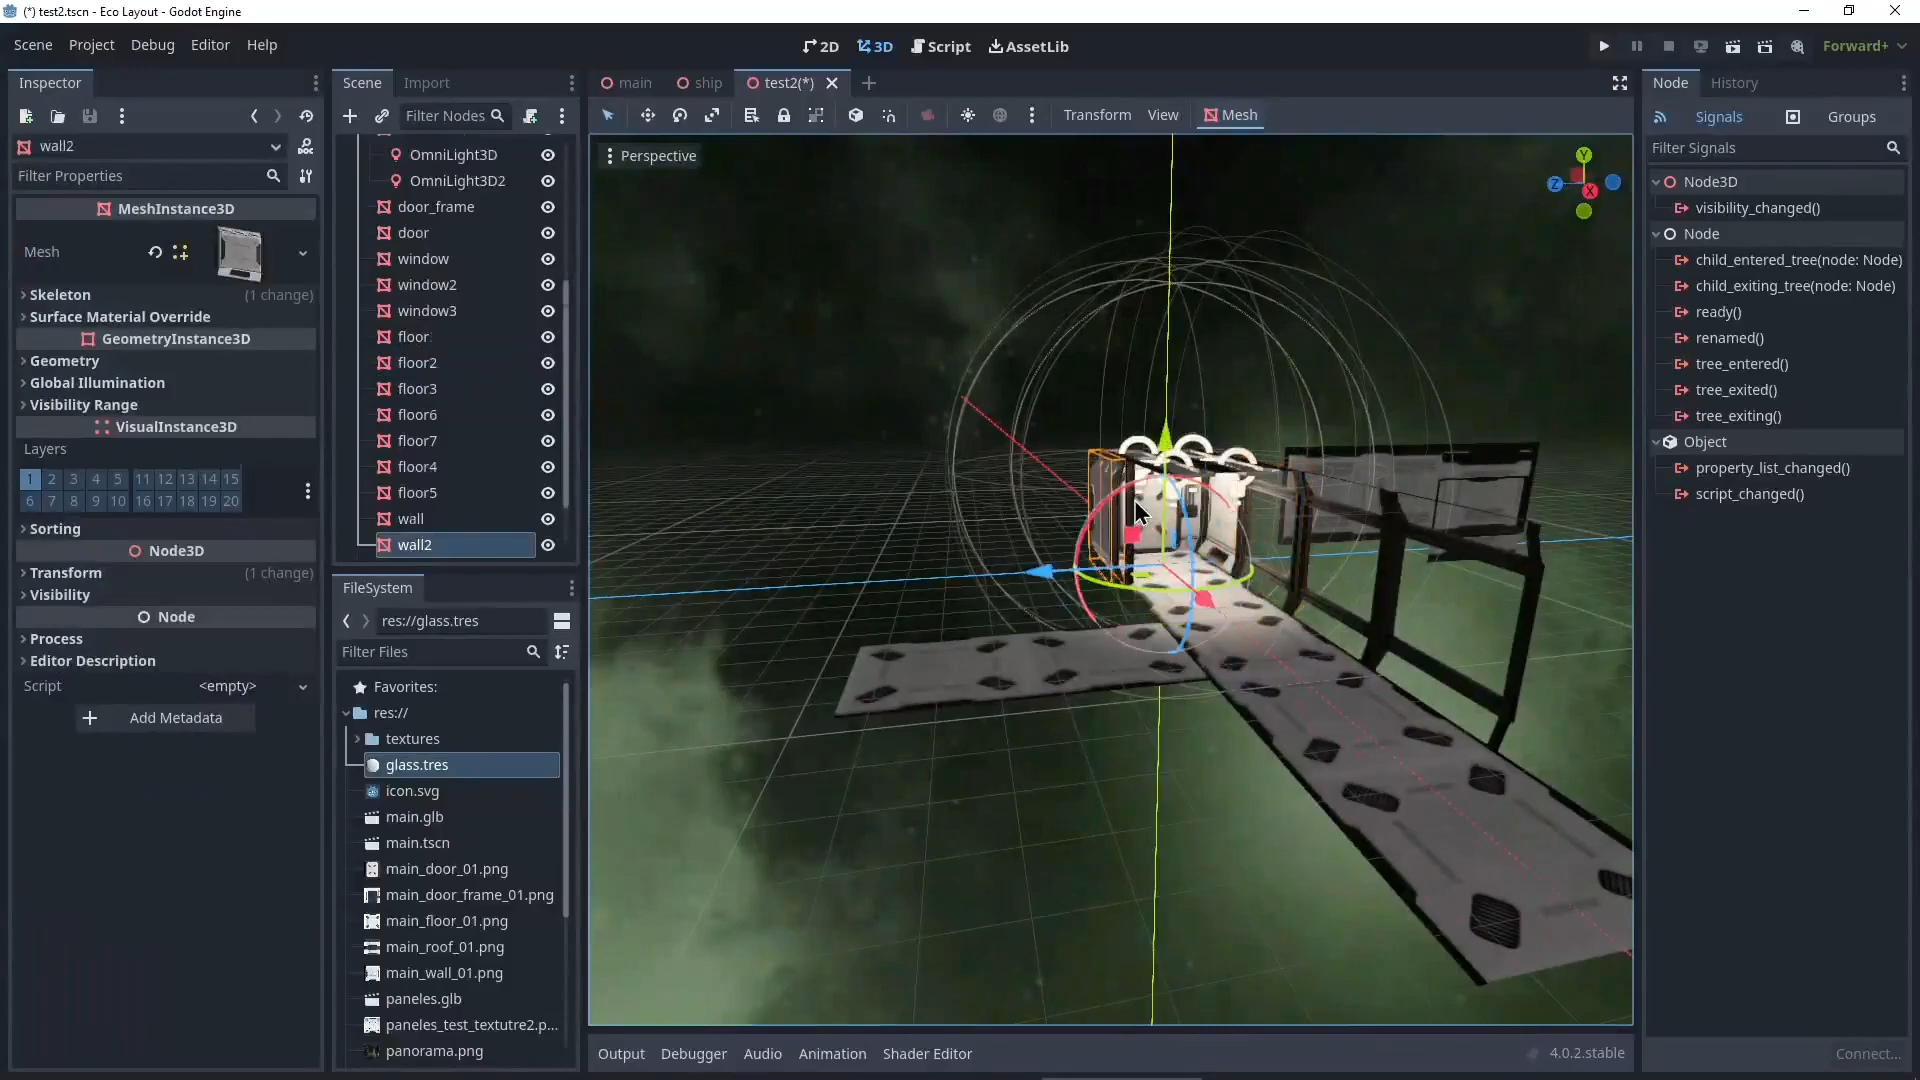 (*) test2.tscn - Eco Layout - Godot Engine
Scene Project Debug Editor Help
2D 3D Script AssetLib
Forward+
Inspector
wall2
Filter Properties
MeshInstance3D
Mesh
Skeleton (1 change)
Surface Material Override
GeometryInstance3D
Geometry
Global Illumination
Visibility Range
VisualInstance3D
Layers
1 2 3 4 5 11 12 13 14 15
6 7 8 9 10 16 17 18 19 20
Sorting
Node3D
Transform (1 change)
Visibility
Node
Process
Editor Description
Script <empty>
Add Metadata
Scene Import
Filter Nodes
OmniLight3D
OmniLight3D2
door_frame
door
window
window2
window3
floor
floor2
floor3
floor6
floor7
floor4
floor5
wall
wall2
FileSystem
res://glass.tres
Filter Files
Favorites:
res://
textures
glass.tres
icon.svg
main.glb
main.tscn
main_door_01.png
main_door_frame_01.png
main_floor_01.png
main_roof_01.png
main_wall_01.png
paneles.glb
paneles_test_textutre2.p...
panorama.png
main ship test2(*)
Transform View Mesh
Perspective
Y
Z
X
Output Debugger Audio Animation Shader Editor
4.0.2.stable
Node History
Signals Groups
Filter Signals
Node3D
visibility_changed()
Node
child_entered_tree(node: Node)
child_exiting_tree(node: Node)
ready()
renamed()
tree_entered()
tree_exited()
tree_exiting()
Object
property_list_changed()
script_changed()
Connect...